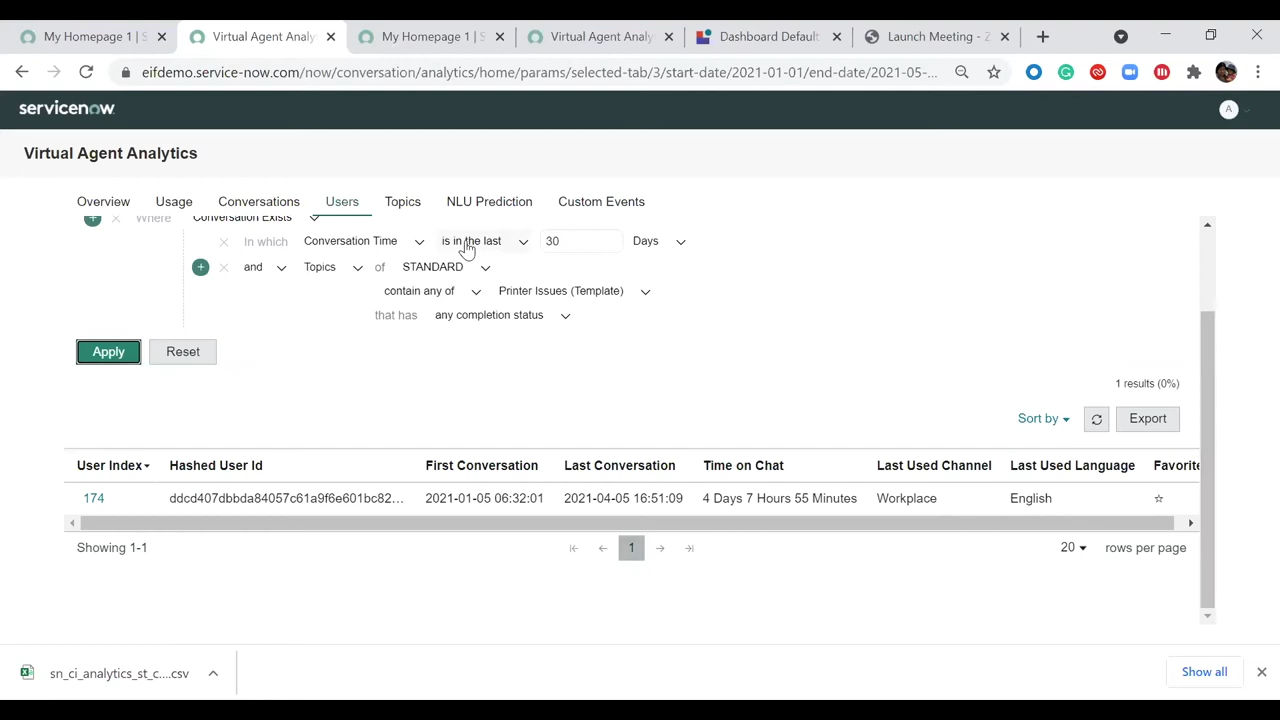 My Homepage 1 | S
Virtual Agent Analy
My Homepage 1 | S
Virtual Agent Analy
Dashboard Default
Launch Meeting - Z
eifdemo.service-now.com/now/conversation/analytics/home/params/selected-tab/3/start-date/2021-01-01/end-date/2021-05-...
servicenow
A
Virtual Agent Analytics
Overview Usage Conversations Users Topics NLU Prediction Custom Events
Where Conversation Exists
In which Conversation Time is in the last 30 Days
and Topics of STANDARD
contain any of Printer Issues (Template)
that has any completion status
Apply Reset
1 results (0%)
Sort by Export
User Index Hashed User Id First Conversation Last Conversation Time on Chat Last Used Channel Last Used Language Favorite
174 ddcd407dbbda84057c61a9f6e601bc82... 2021-01-05 06:32:01 2021-04-05 16:51:09 4 Days 7 Hours 55 Minutes Workplace English
Showing 1-1 1 20 rows per page
sn_ci_analytics_st_c....csv Show all